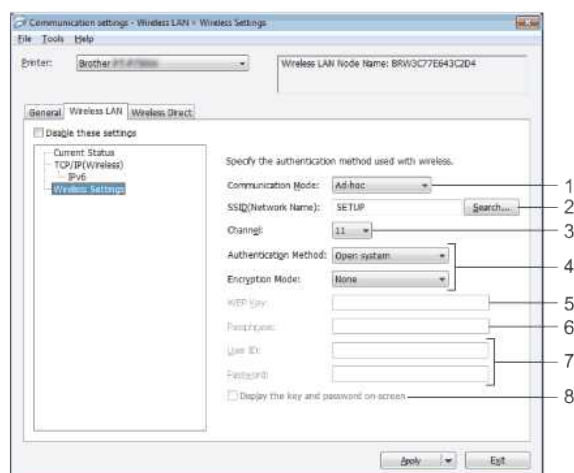 Communication settings - Wireless LAN > Wireless Settings
File Tools Help
Printer: Brother
Wireless LAN Node Name: BRW3C77E643C2D4
General Wireless LAN Wireless Direct
Disable these settings
Current Status
TCP/IP(Wireless)
IPv6
Wireless Settings
Specify the authentication method used with wireless.
Communication Mode: Ad-hoc 1
SSID(Network Name): SETUP Search... 2
Channel: 11 3
Authentication Method: Open system
4
Encryption Mode: None
WEP Key: 5
Passphrase: 6
User ID:
7
Password:
Display the key and password on screen 8
Apply Exit